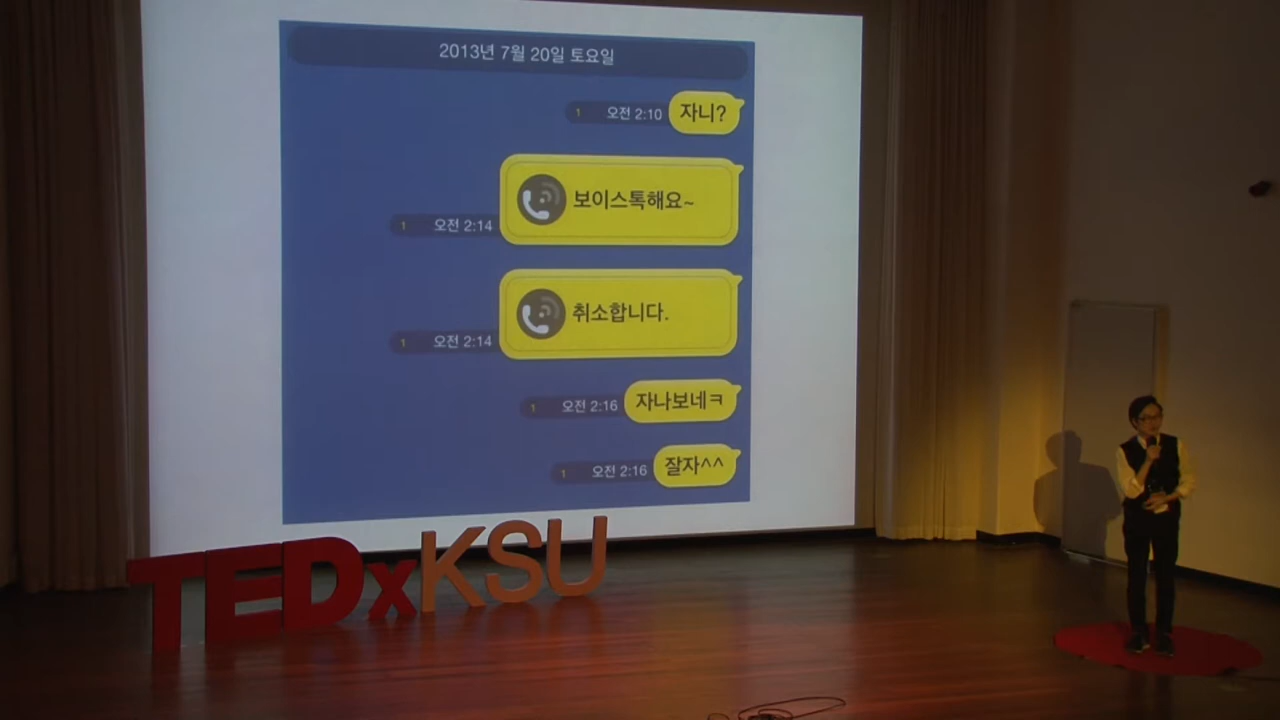 2013년 7월 20일 토요일
1 오전 2:10 자니?
보이스톡해요~
1 오전 2:14
취소합니다.
1 오전 2:14
1 오전 2:16 자나보네ㅋ
1 오전 2:16 잘자^^
TEDxKSU